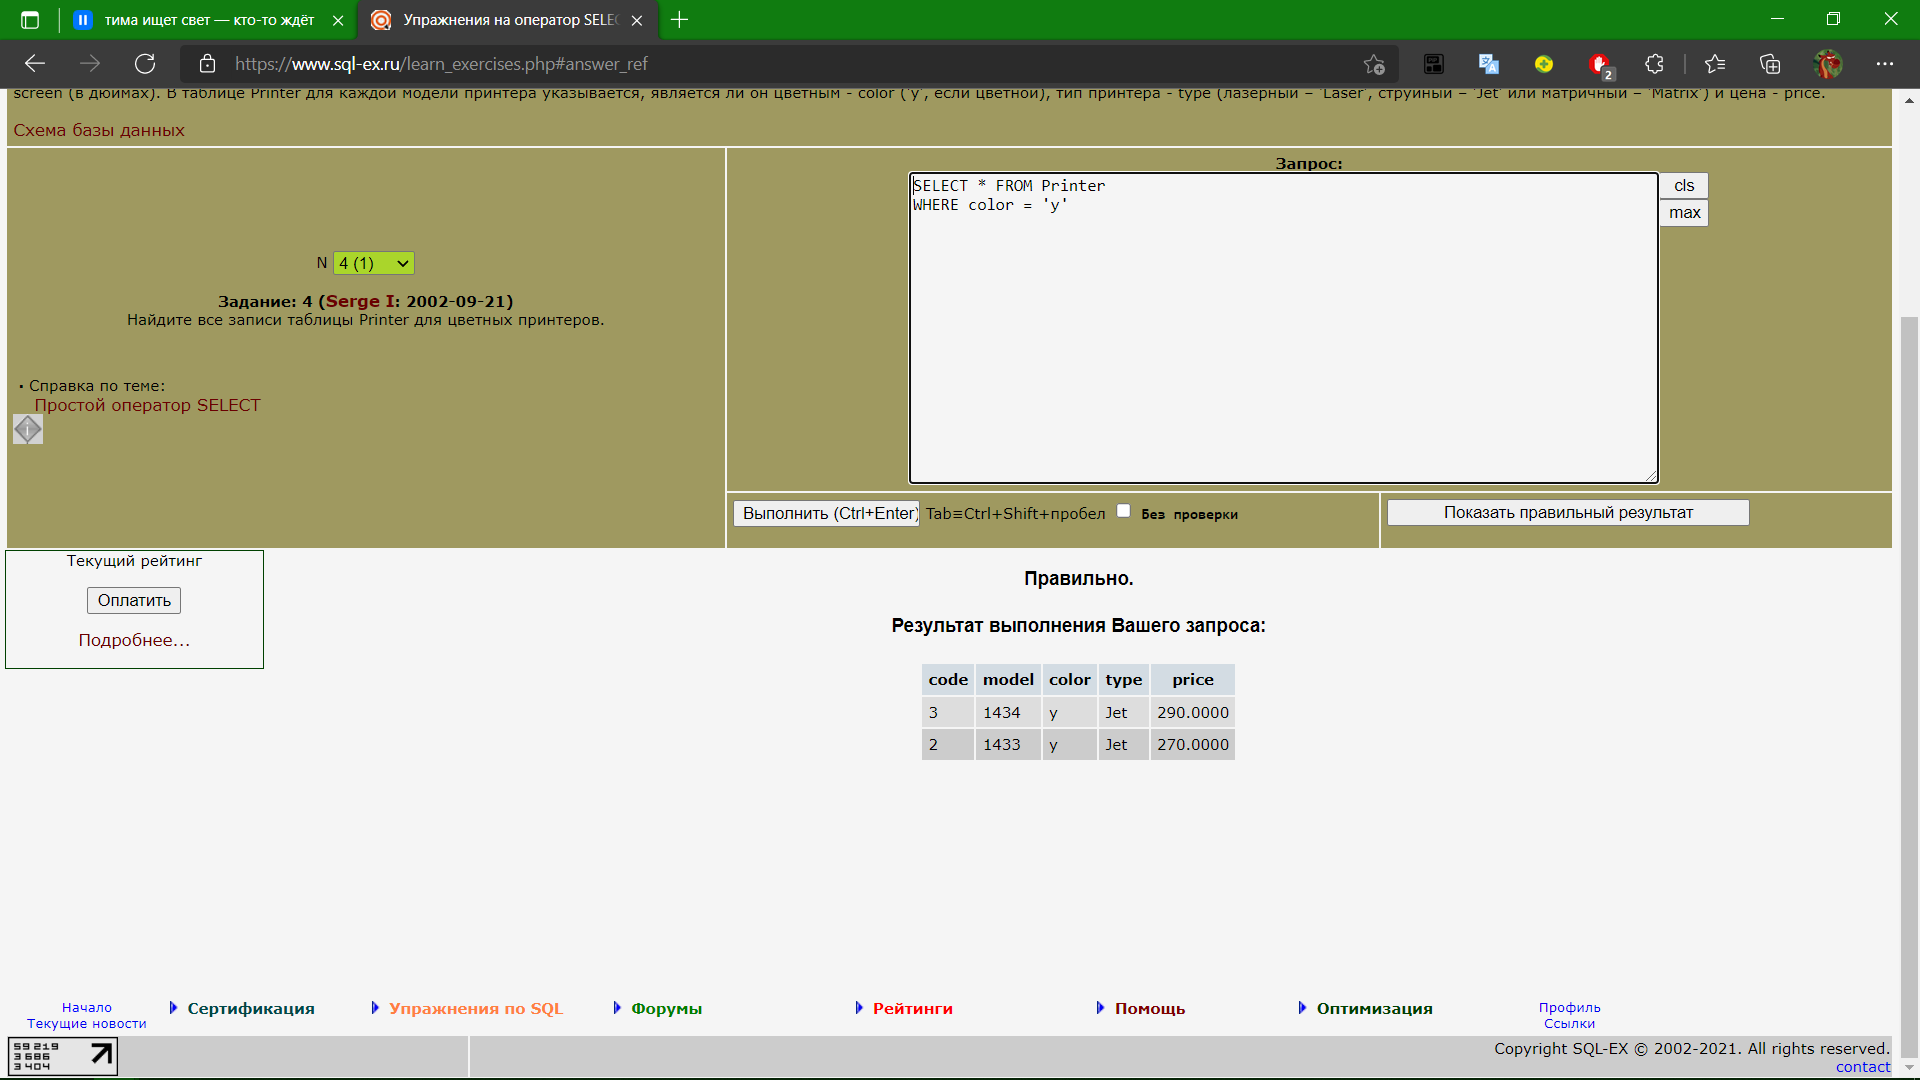 тима ищет свет — кто-то ждёт
Упражнения на оператор SELE
https://www.sql-ex.ru/learn_exercises.php#answer_ref
2
screen (в дюймах). В таблице Printer для каждой модели принтера указывается, является ли он цветным - color ('y', если цветной), тип принтера - type (лазерный – 'Laser', струйный – 'Jet' или матричный – 'Matrix') и цена - price.
Схема базы данных
N 4 (1)
Задание: 4 (Serge I: 2002-09-21)
Найдите все записи таблицы Printer для цветных принтеров.
• Справка по теме:
Простой оператор SELECT
Запрос:
SELECT * FROM Printer
WHERE color = 'y'
cls
max
Выполнить (Ctrl+Enter) Tab≡Ctrl+Shift+пробел Без проверки
Показать правильный результат
Текущий рейтинг
Оплатить
Подробнее...
Правильно.
Результат выполнения Вашего запроса:
code model color type price
3 1434 y Jet 290.0000
2 1433 y Jet 270.0000
Начало
Текущие новости
Сертификация
Упражнения по SQL
Форумы
Рейтинги
Помощь
Оптимизация
Профиль
Ссылки
59 219
3 686
3 404
Copyright SQL-EX © 2002-2021. All rights reserved.
contact